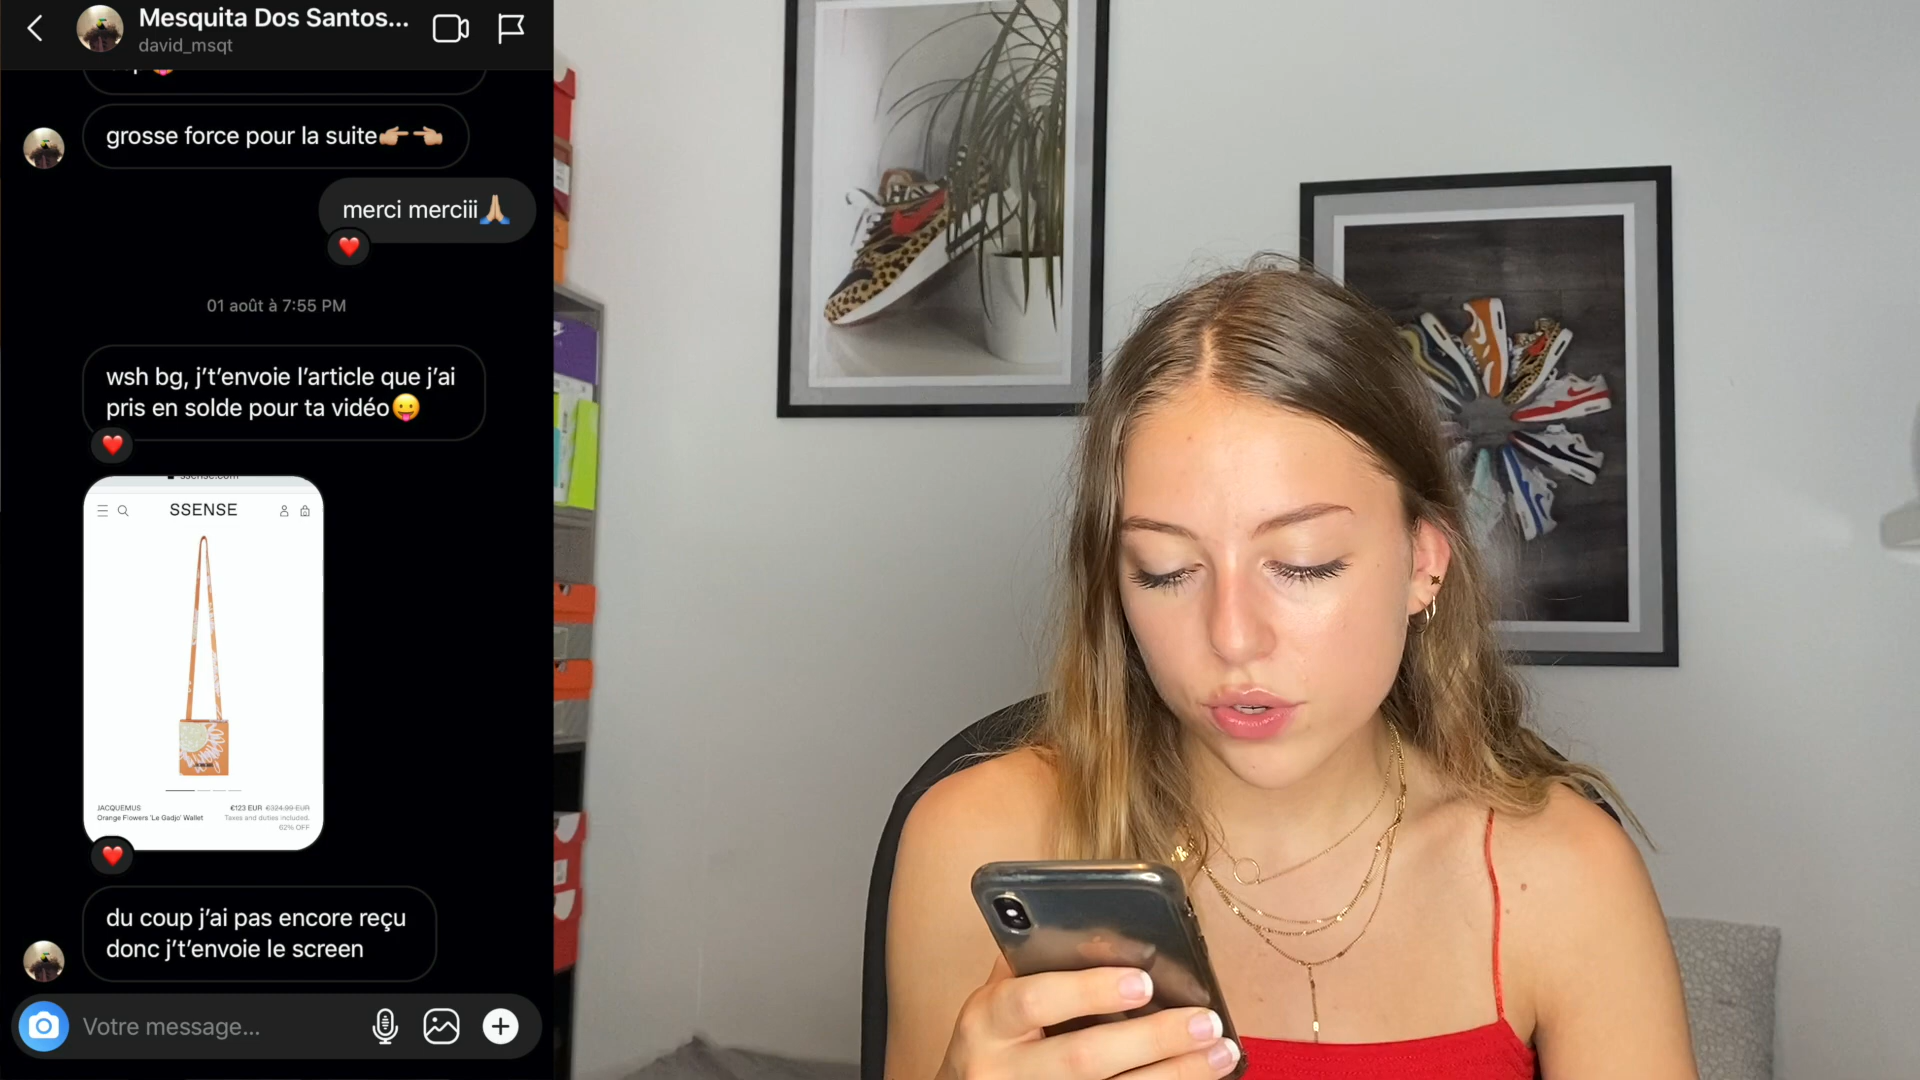 Mesquita Dos Santos...
david_msqt
grosse force pour la suite👉🏼👈🏼
merci merciii🙏🏼
01 août à 7:55 PM
wsh bg, j't'envoie l'article que j'ai
pris en solde pour ta vidéo😛
ssense.com
SSENSE
JACQUEMUS
€123 EUR €324.99 EUR
Orange Flowers 'Le Gadjo' Wallet
Taxes and duties included.
62% OFF
du coup j'ai pas encore reçu
donc j't'envoie le screen
Votre message...